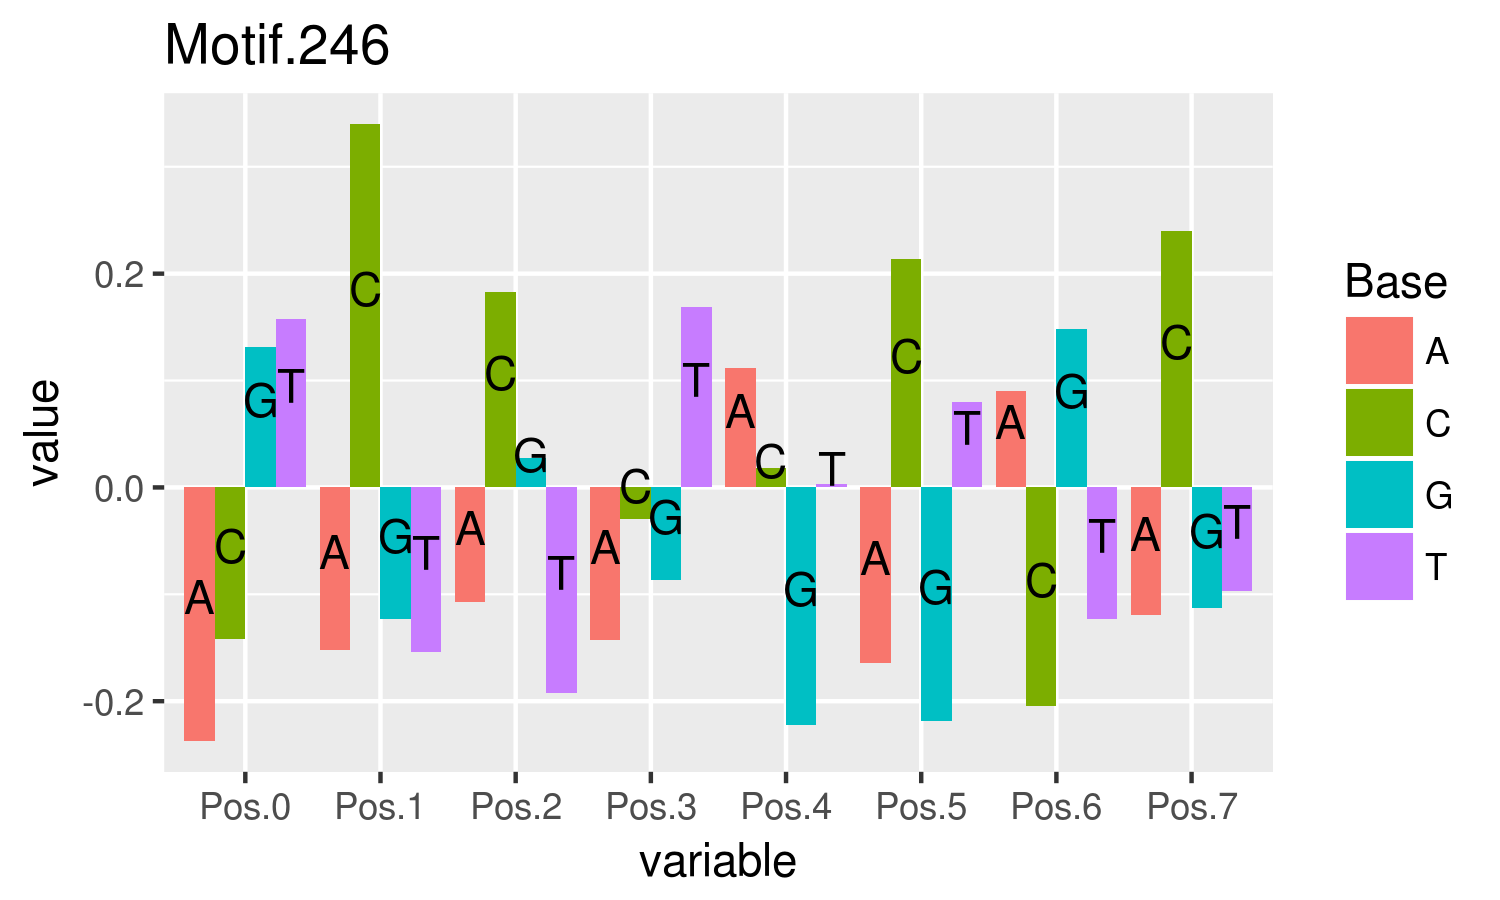 Motif.246
value
0.2
0.0
-0.2
A C G T A C G T A C G T A C G T A C G T A C G T A C G T A C G T
Pos.0 Pos.1 Pos.2 Pos.3 Pos.4 Pos.5 Pos.6 Pos.7
variable
Base
A
C
G
T